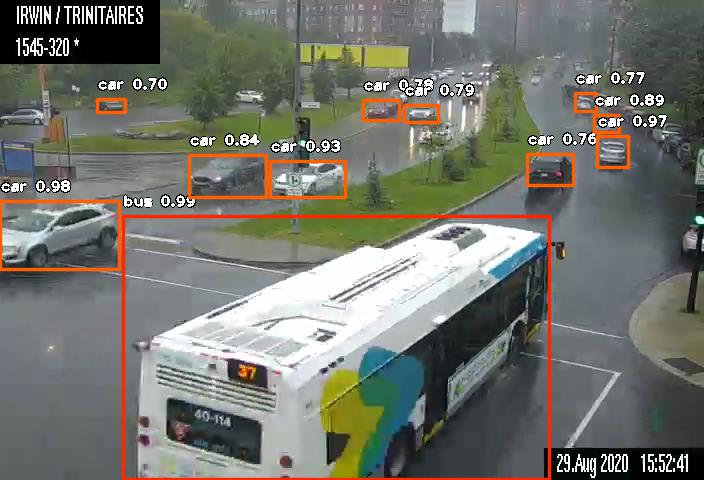 IRWIN / TRINITAIRES
1545-320 *
car 0.70
car 0.78
car 0.79
car 0.77
car 0.89
car 0.97
car 0.76
car 0.84
car 0.93
car 0.98
bus 0.99
37
40-114
29.Aug 2020 15:52:41